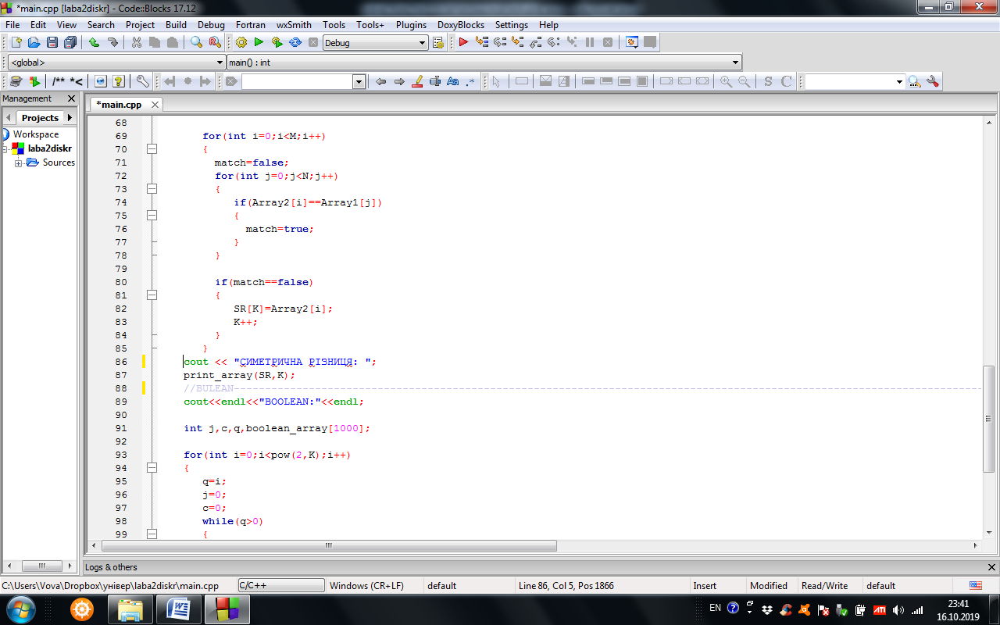 *main.cpp [laba2diskr] - Code::Blocks 17.12
File Edit View Search Project Build Debug Fortran wxSmith Tools Tools+ Plugins DoxyBlocks Settings Help
Debug
<global> main() : int
/** *<
Aa .* S C
Management
*main.cpp
Projects
Workspace
laba2diskr
Sources
68
69 for(int i=0;i<M;i++)
70 {
71 match=false;
72 for(int j=0;j<N;j++)
73 {
74 if(Array2[i]==Array1[j])
75 {
76 match=true;
77 }
78 }
79
80 if(match==false)
81 {
82 SR[K]=Array2[i];
83 K++;
84 }
85 }
86 cout << "СИМЕТРИЧНА РІЗНИЦЯ: ";
87 print_array(SR,K);
88 //BULEAN------------------------------------------------------------------------------------------------------------------------
89 cout<<endl<<"BOOLEAN:"<<endl;
90
91 int j,c,q,boolean_array[1000];
92
93 for(int i=0;i<pow(2,K);i++)
94 {
95 q=i;
96 j=0;
97 c=0;
98 while(q>0)
99 {
Logs & others
C:\Users\Vova\Dropbox\універ\laba2diskr\main.cpp C/C++ Windows (CR+LF) default Line 86, Col 5, Pos 1866 Insert Modified Read/Write default
EN
23:41
16.10.2019